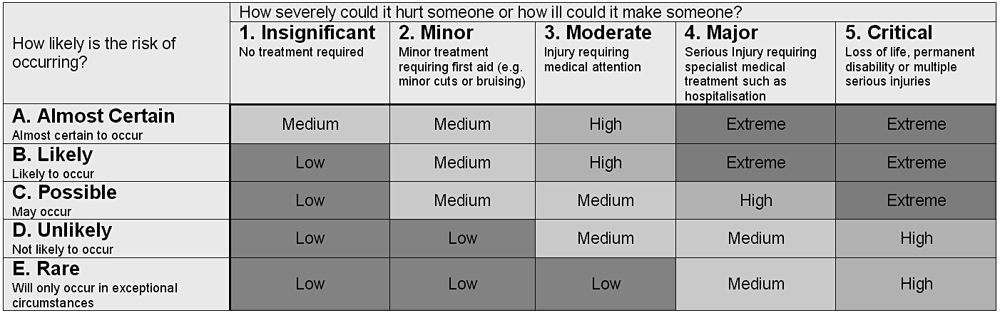 How severely could it hurt someone or how ill could it make someone?
How likely is the risk of
occurring?
1. Insignificant
No treatment required
2. Minor
Minor treatment
requiring first aid (e.g.
minor cuts or bruising)
3. Moderate
Injury requiring
medical attention
4. Major
Serious Injury requiring
specialist medical
treatment such as
hospitalisation
5. Critical
Loss of life, permanent
disability or multiple
serious injuries
A. Almost Certain
Almost certain to occur
Medium
Medium
High
Extreme
Extreme
B. Likely
Likely to occur
Low
Medium
High
Extreme
Extreme
C. Possible
May occur
Low
Medium
Medium
High
Extreme
D. Unlikely
Not likely to occur
Low
Low
Medium
Medium
High
E. Rare
Will only occur in exceptional
circumstances
Low
Low
Low
Medium
High